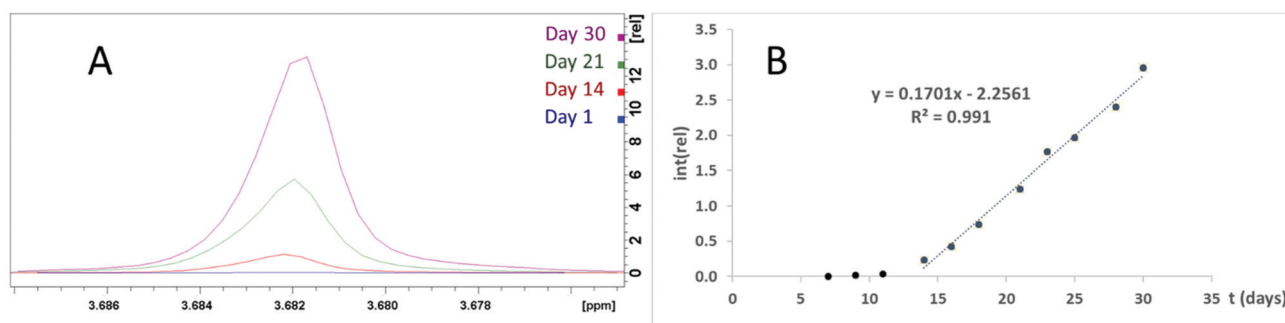 A
Day 30
Day 21
Day 14
Day 1
[rel]
12
10
8
6
4
2
0
3.686
3.684
3.682
3.680
3.678
[ppm]
B
y = 0.1701x - 2.2561
R² = 0.991
int(rel)
3.5
3.0
2.5
2.0
1.5
1.0
0.5
0.0
0
5
10
15
20
25
30
35
t (days)